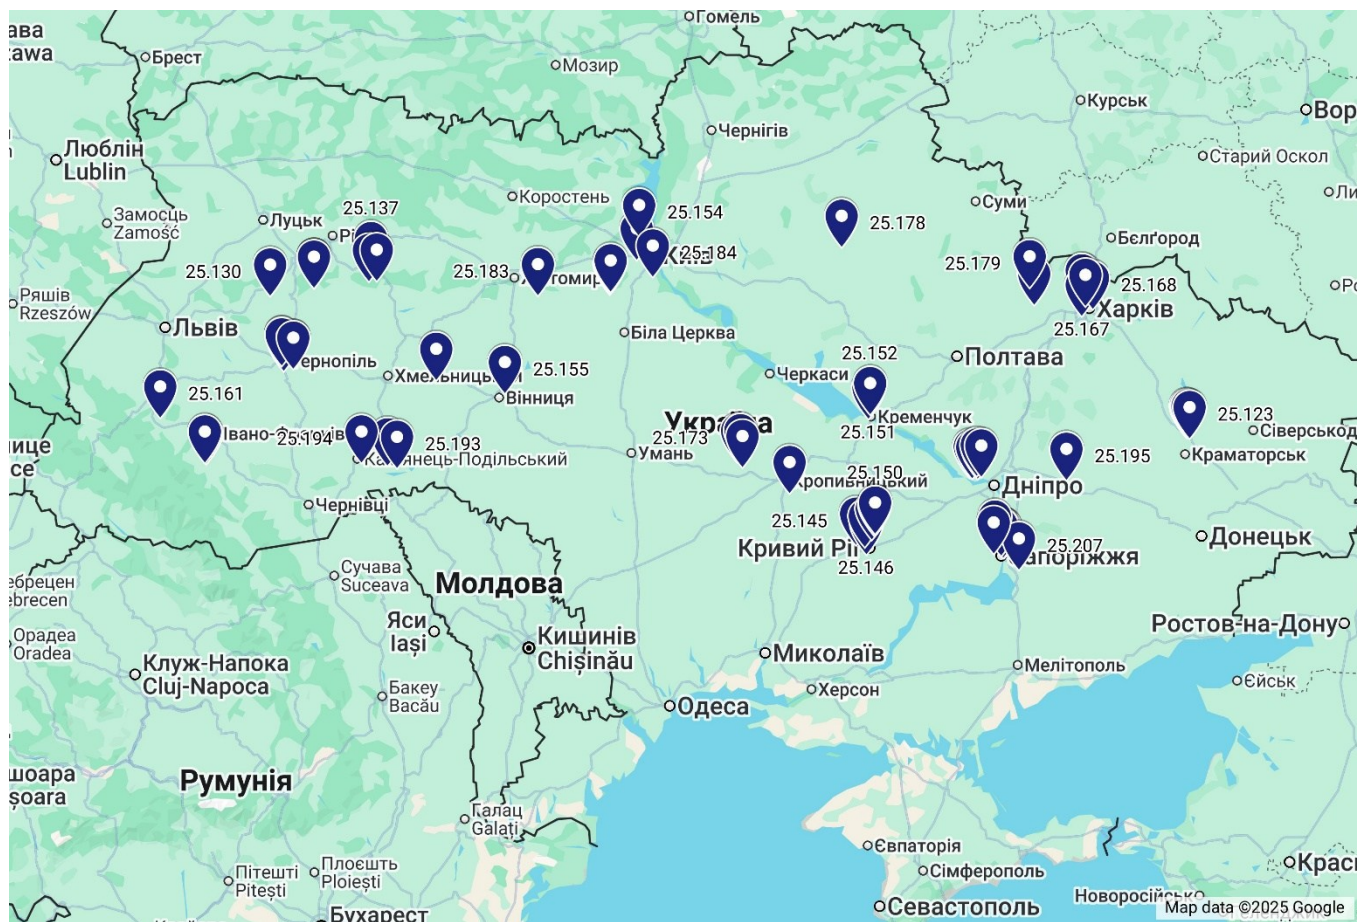 Гомель
ава
zawa
Брест
Мозир
Курськ
Вор
Чернігів
Люблін
Lublin
Старий Оскол
Замосць
Zamość
Луцьк
25.137
Коростень
25.154
Суми
25.178
Бєлґород
25.130
25.183
25.184
25.179
25.168
Ряшів
Rzeszów
Львів
Харків
25.167
Біла Церква
Полтава
25.152
Хмельницький
25.155
Черкаси
25.161
Вінниця
Україна
Кременчук
25.123
25.194
25.193
25.173
25.151
Сіверськод
Умань
25.195
Краматорськ
25.150
Дніпро
Чернівці
25.145
Кривий Ріг
25.146
25.207
Донецьк
Сучава
Suceava
Молдова
Яси
Iași
Кишинів
Chișinău
Ростов-на-Дону
Орадеа
Oradea
Миколаїв
Клуж-Напока
Cluj-Napoca
Мелітополь
Херсон
Єйськ
Бакеу
Bacău
Одеса
Румунія
Галац
Galați
Євпаторія
Пітешті
Pitești
Плоєшть
Ploiești
Сімферополь
Крас
Новоросійськ
Севастополь
Бухарест
Map data ©2025 Google